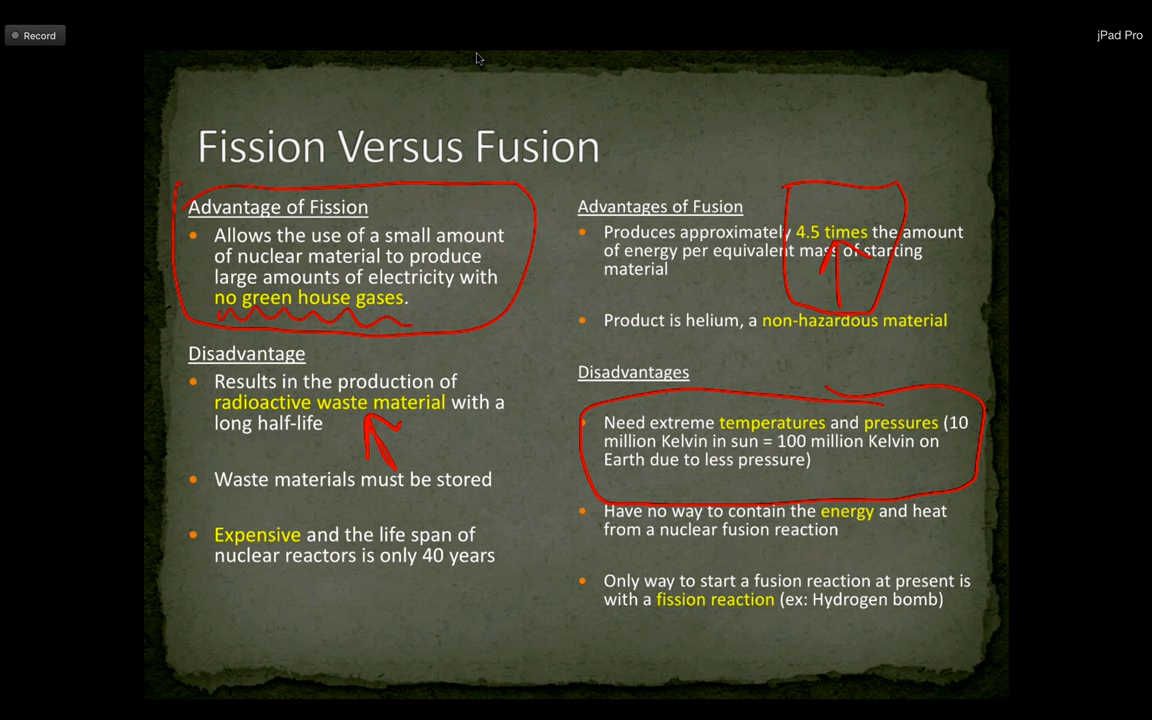 Record
jPad Pro
Fission Versus Fusion
Advantage of Fission
Allows the use of a small amount
of nuclear material to produce
large amounts of electricity with
no green house gases.
Disadvantage
Results in the production of
radioactive waste material with a
long half-life
Waste materials must be stored
Expensive and the life span of
nuclear reactors is only 40 years
Advantages of Fusion
Produces approximately 4.5 times the amount
of energy per equivalent mass of starting
material
Product is helium, a non-hazardous material
Disadvantages
Need extreme temperatures and pressures (10
million Kelvin in sun = 100 million Kelvin on
Earth due to less pressure)
Have no way to contain the energy and heat
from a nuclear fusion reaction
Only way to start a fusion reaction at present is
with a fission reaction (ex: Hydrogen bomb)